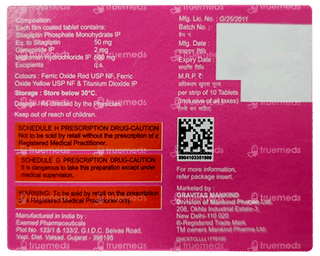 Composition:
Each film coated tablet contains:
Sitagliptin Phosphate Monohydrate IP
Eq. to Sitagliptin 50 mg
Glimepiride IP 2 mg
Metformin Hydrochloride IP 500 mg
Excipients q.s.
Colours : Ferric Oxide Red USP NF, Ferric
Oxide Yellow USP NF & Titanium Dioxide IP
Storage : Store below 30°C.
Dosage : As directed by the Physician.
Keep out of reach of children.
SCHEDULE H PRESCRIPTION DRUG-CAUTION
Not to be sold by retail without the prescription of a
Registered Medical Practitioner.
SCHEDULE G PRESCRIPTION DRUG-CAUTION
It is dangerous to take this preparation except under
medical supervision.
WARNING: To be sold by retail on the prescription
of a Registered Medical Practitioner only.
Manufactured in India by
Exemed Pharmaceuticals
Plot No. 133/1 & 133/2, G.I.D.C. Selvas Road,
Vapi, Valsad, Gujarat - 396195
Mfg. Lic. No.: G/25/2011
Batch No. :
बैच नं.
Mfg. Date :
Expiry Date :
M.R.P. ₹:
per strip of 10 Tablets
(Inclusive of all taxes)
8904103301989
For more information,
refer package insert.
Marketed by:
GRAVITAS MANKIND
Division of Mankind Pharma Ltd.
208, Okhla Industrial Estate-3,
New Delhi-110 020
®-Registered Trade Mark
TM owners Mankind Pharma Ltd.
truemeds